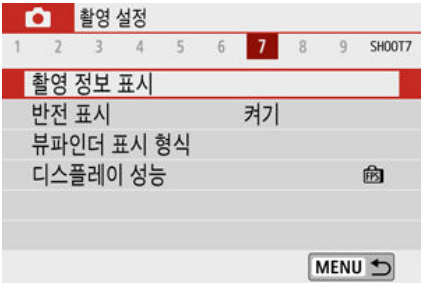 촬영 설정
1 2 3 4 5 6 7 8 9 SHOOT7
촬영 정보 표시
반전 표시 켜기
뷰파인더 표시 형식
디스플레이 성능 FPS
MENU